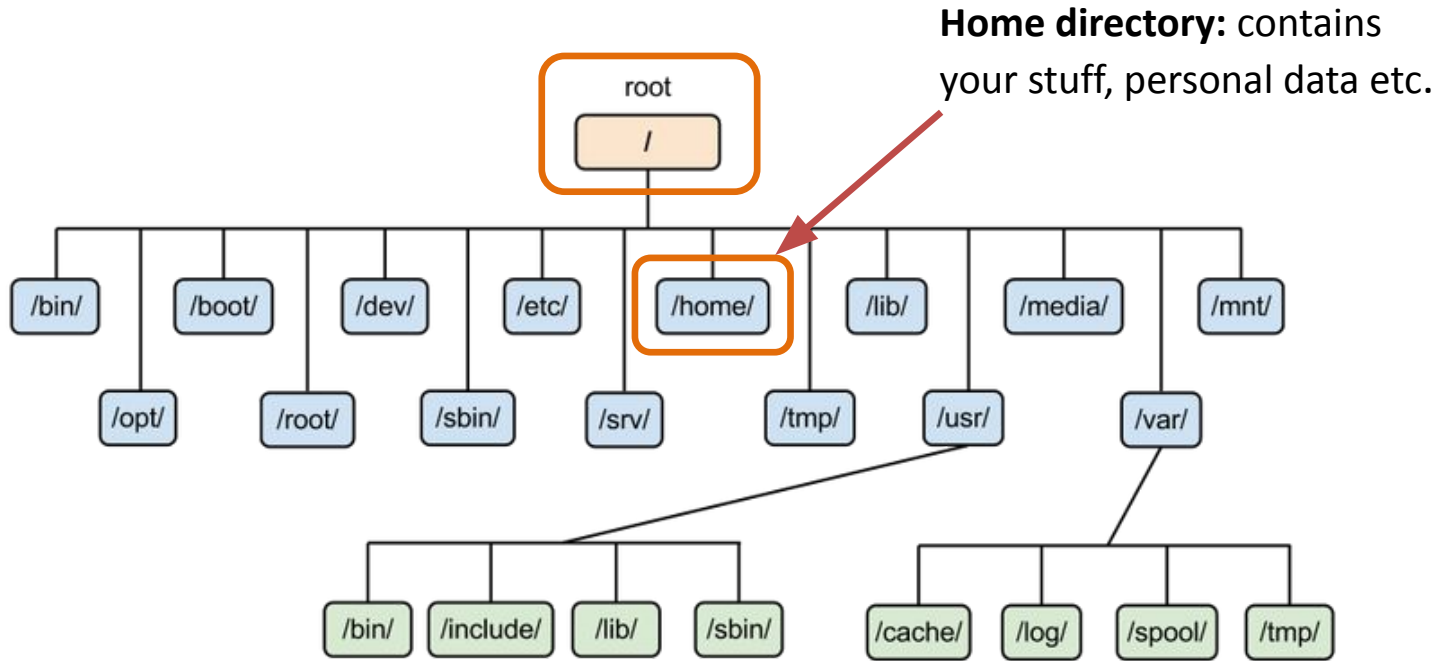 Home directory: contains
your stuff, personal data etc.
root
/
/bin/
/boot/
/dev/
/etc/
/home/
/lib/
/media/
/mnt/
/opt/
/root/
/sbin/
/srv/
/tmp/
/usr/
/var/
/bin/
/include/
/lib/
/sbin/
/cache/
/log/
/spool/
/tmp/